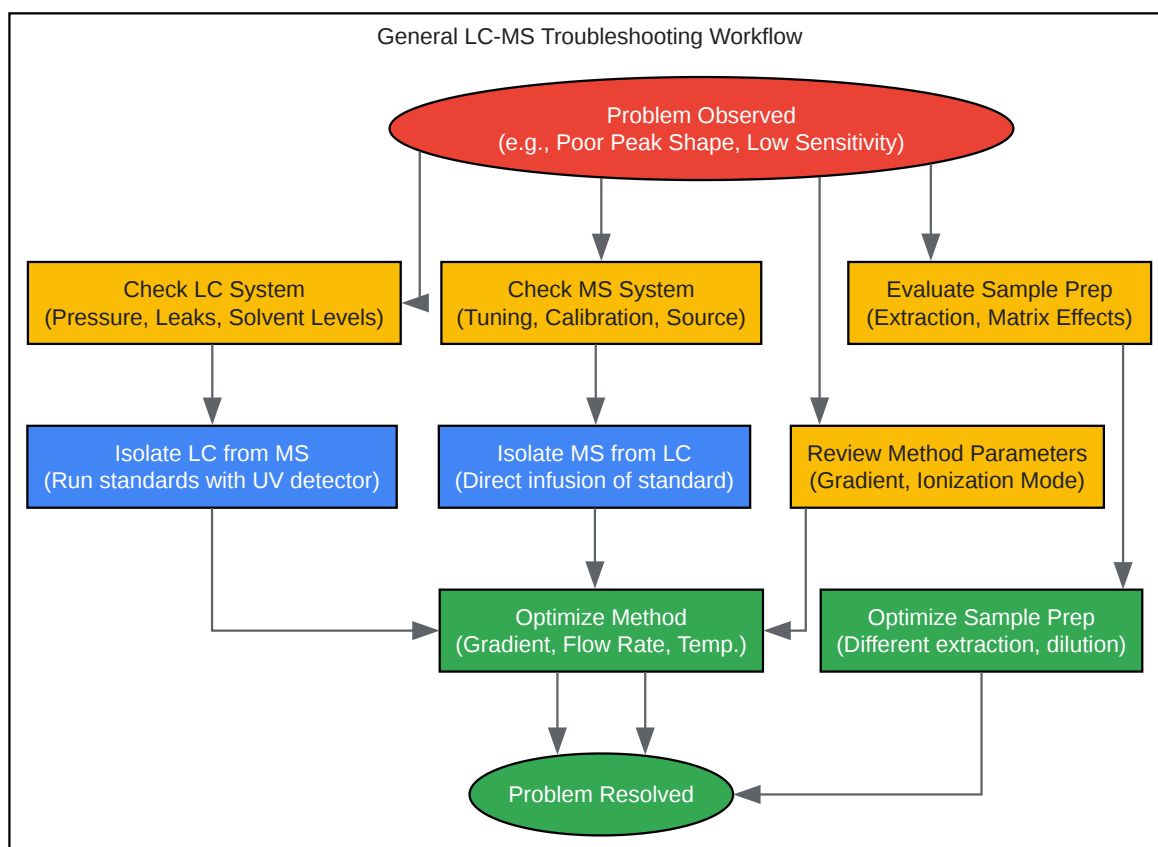 General LC-MS Troubleshooting Workflow
Problem Observed
(e.g., Poor Peak Shape, Low Sensitivity)
Check LC System
(Pressure, Leaks, Solvent Levels)
Check MS System
(Tuning, Calibration, Source)
Evaluate Sample Prep
(Extraction, Matrix Effects)
Isolate LC from MS
(Run standards with UV detector)
Isolate MS from LC
(Direct infusion of standard)
Review Method Parameters
(Gradient, Ionization Mode)
Optimize Method
(Gradient, Flow Rate, Temp.)
Optimize Sample Prep
(Different extraction, dilution)
Problem Resolved